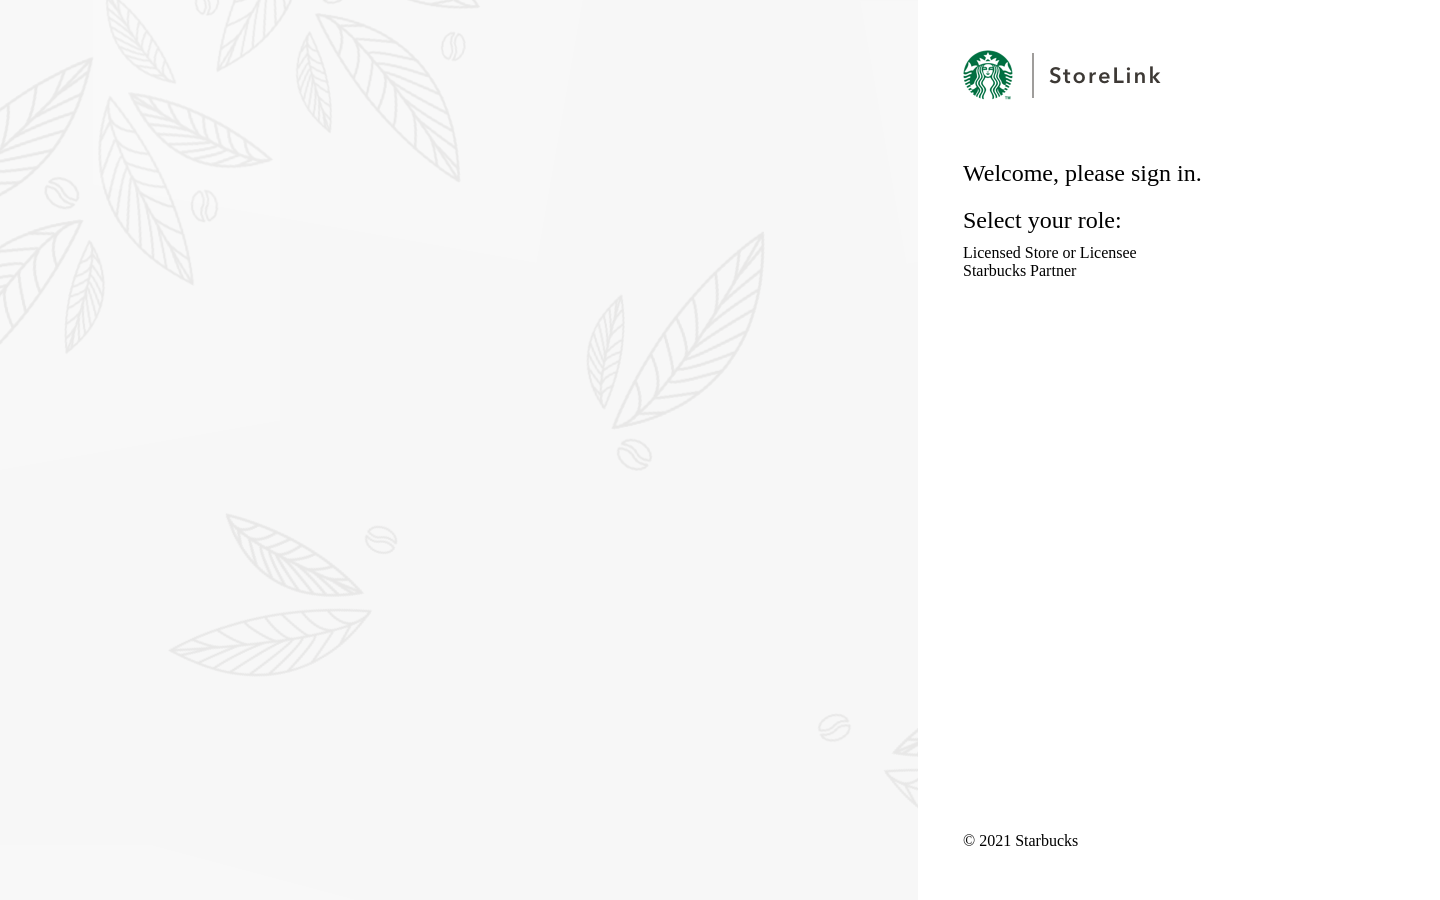 StoreLink
Welcome, please sign in.
Select your role:
Licensed Store or Licensee
Starbucks Partner
© 2021 Starbucks